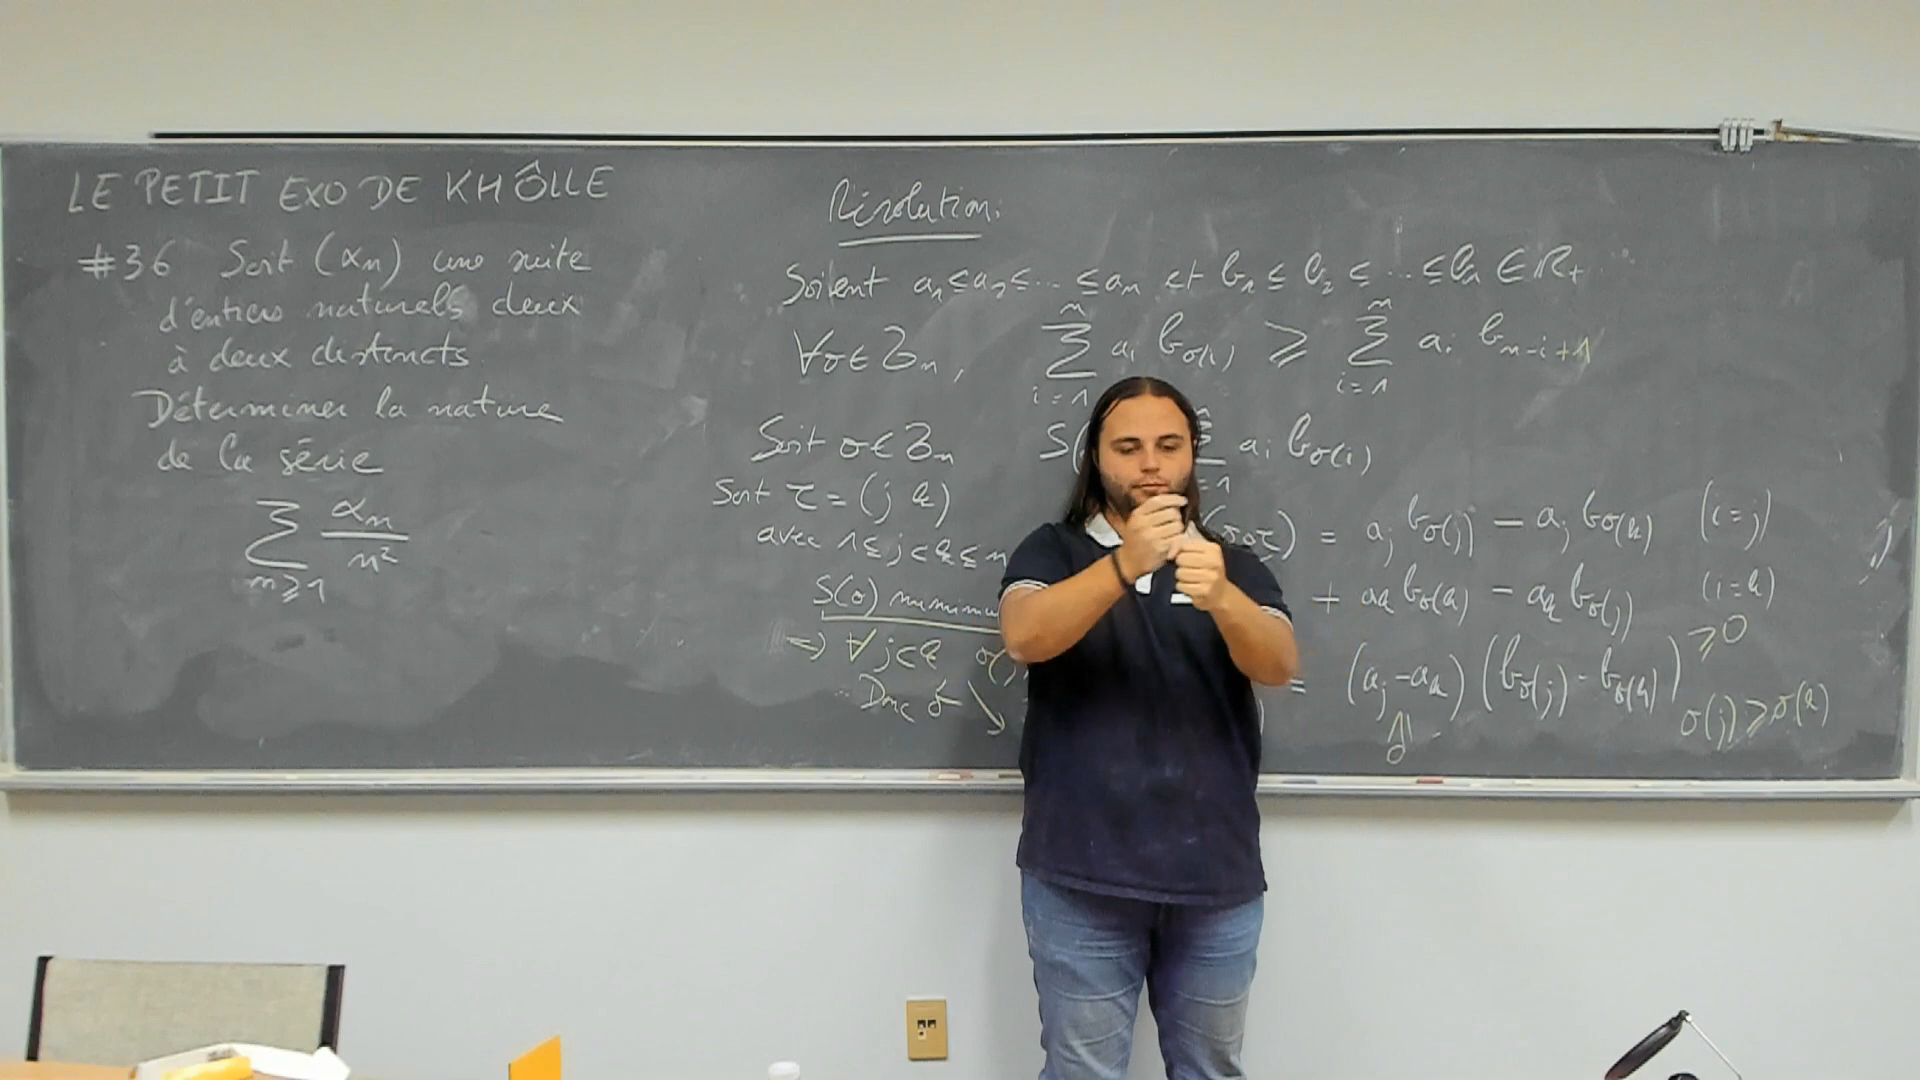 LE PETIT EXO DE KHÔLLE
#36 Soit (αn) une suite
d'entiers naturels deux
à deux distincts
Déterminer la nature
de la série
∑ n⩾1 αn/n²
Résolution.
Soient a₁ ≤ a₂ ≤ ... ≤ an et b₁ ≤ b₂ ≤ ... ≤ bn ∈ R+
∀σ ∈ Sn, ∑ i=1 n ai bσ(i) ⩾ ∑ i=1 n ai bn-i+1
Soit σ ∈ Sn S( ai bσ(i)
Soit τ = (j k)
avec 1 ≤ j < k ≤ n
(σoτ) = aj bσ(j) - aj bσ(k) (i=j)
+ ak bσ(k) - ak bσ(j) (i=k)
= (aj - ak)(bσ(j) - bσ(k)) ⩾ 0
S(σ)
=> ∀ j<k σ(j)
σ(j) ⩾ σ(k)
Donc σ ↘